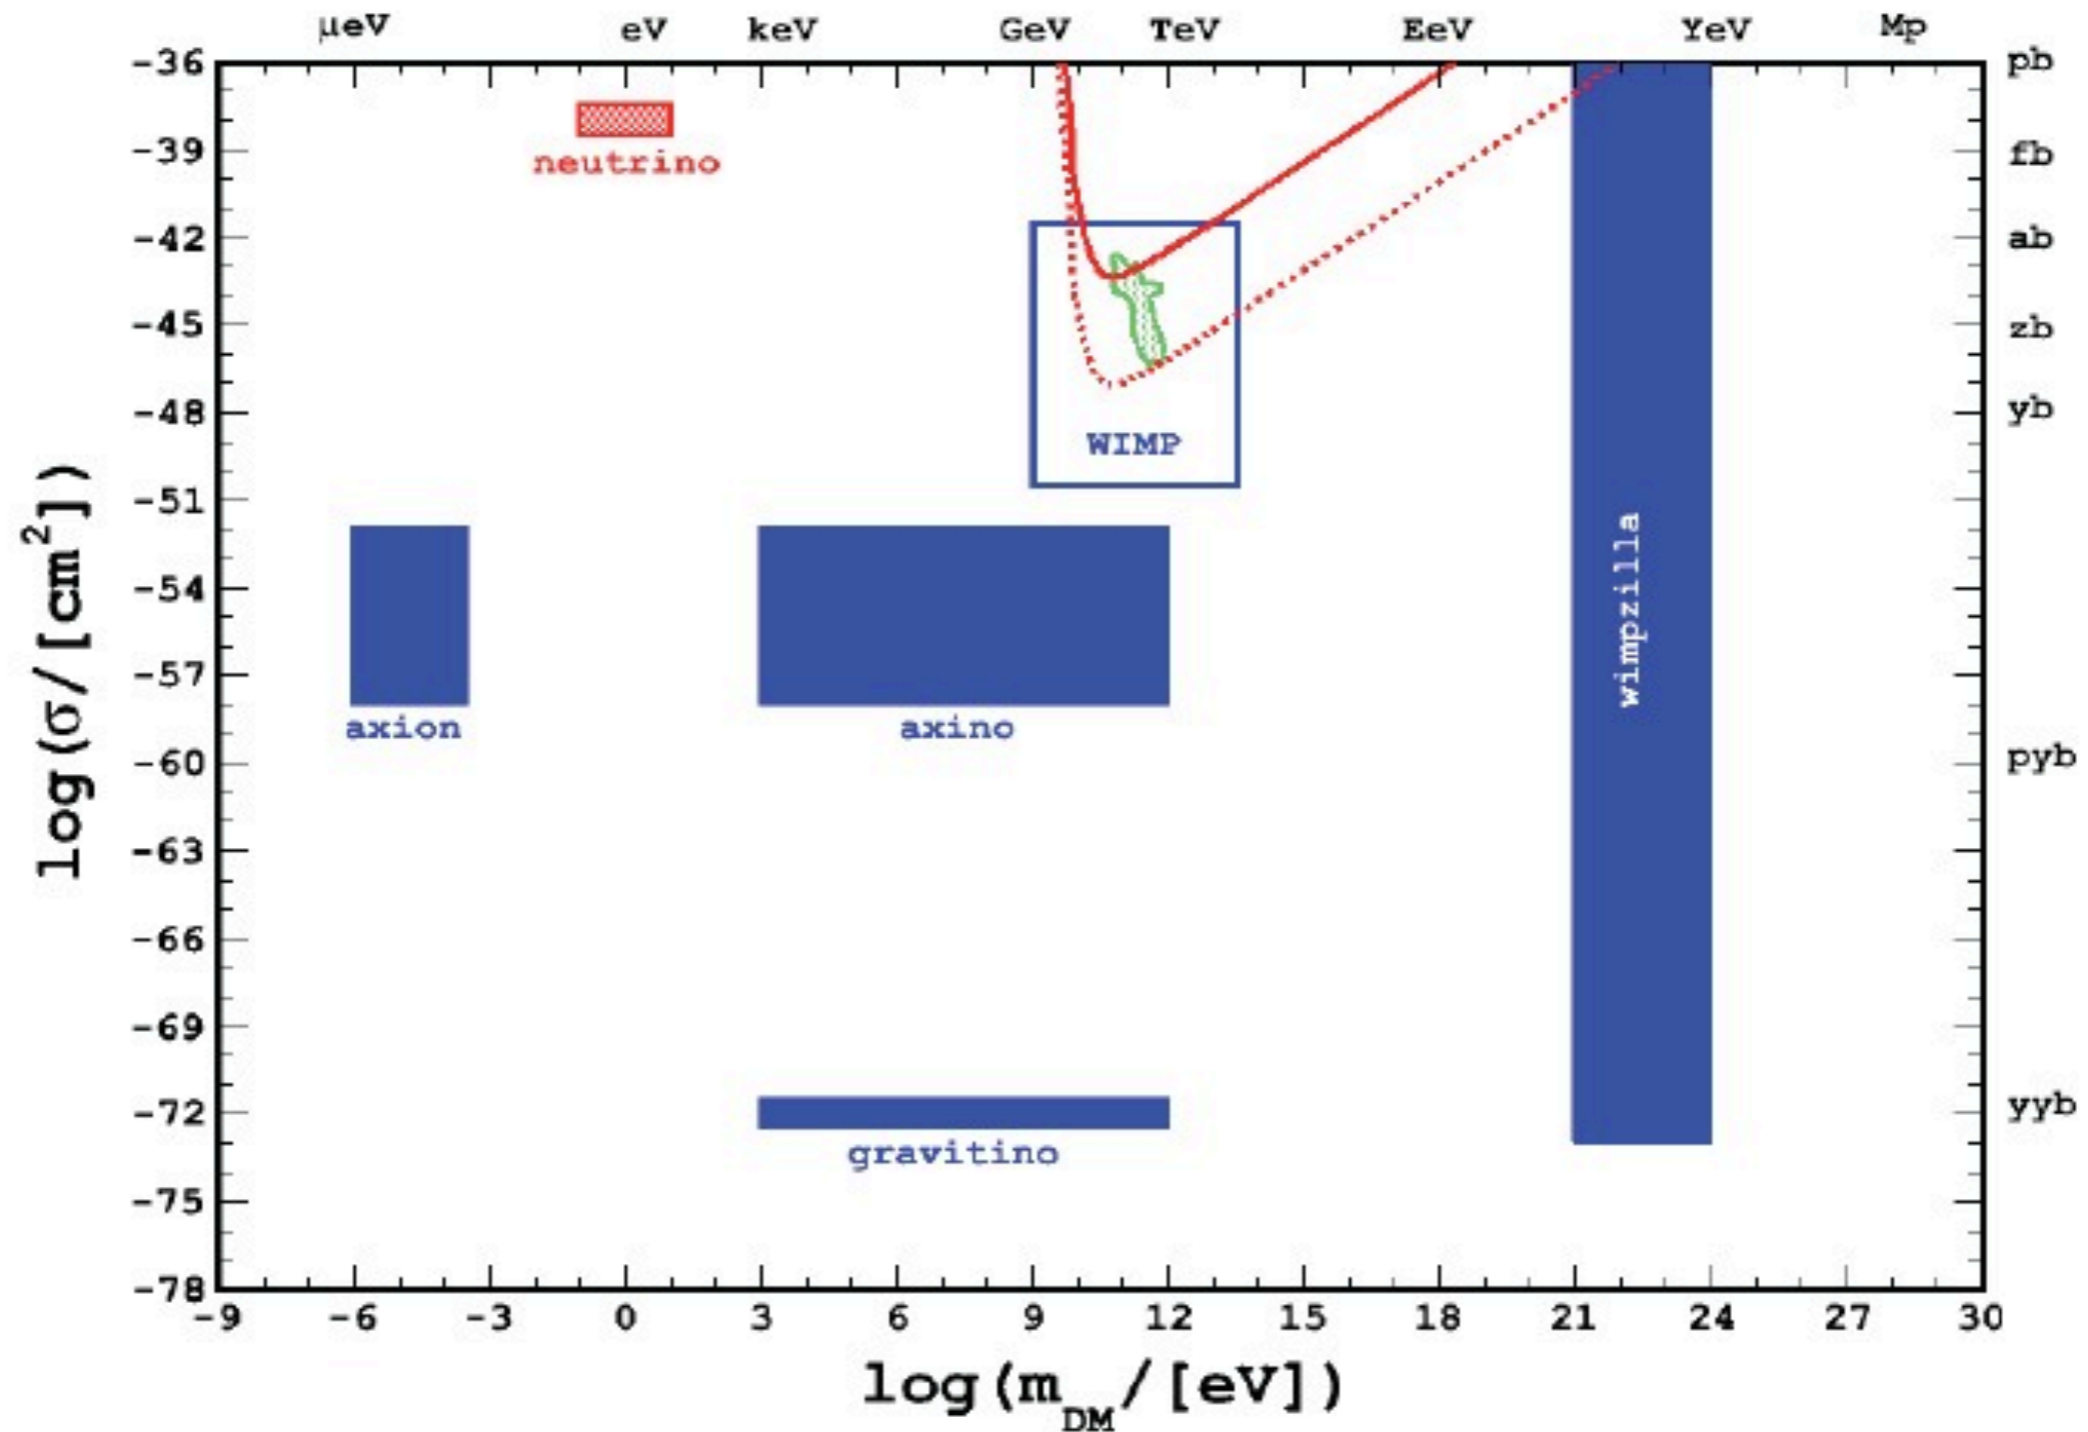 μeV eV keV GeV TeV EeV YeV Mp
-36 pb
neutrino
-39 fb
-42 ab
-45 zb
-48 yb
WIMP
-51
-54
-57
axion axino
wimpzilla
-60 pyb
-63
-66
-69
-72 yyb
gravitino
-75
-78
-9 -6 -3 0 3 6 9 12 15 18 21 24 27 30
log(σ/[cm²])
log(m_DM/[eV])